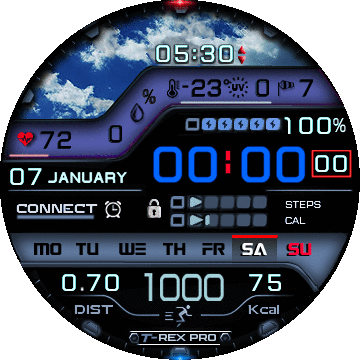 05:30
-23° UV 0 7
% 0
72
100%
00:00 00
07 JANUARY
CONNECT
STEPS
CAL
MO TU WE TH FR SA SU
0.70 1000 75
DIST Kcal
T-REX PRO